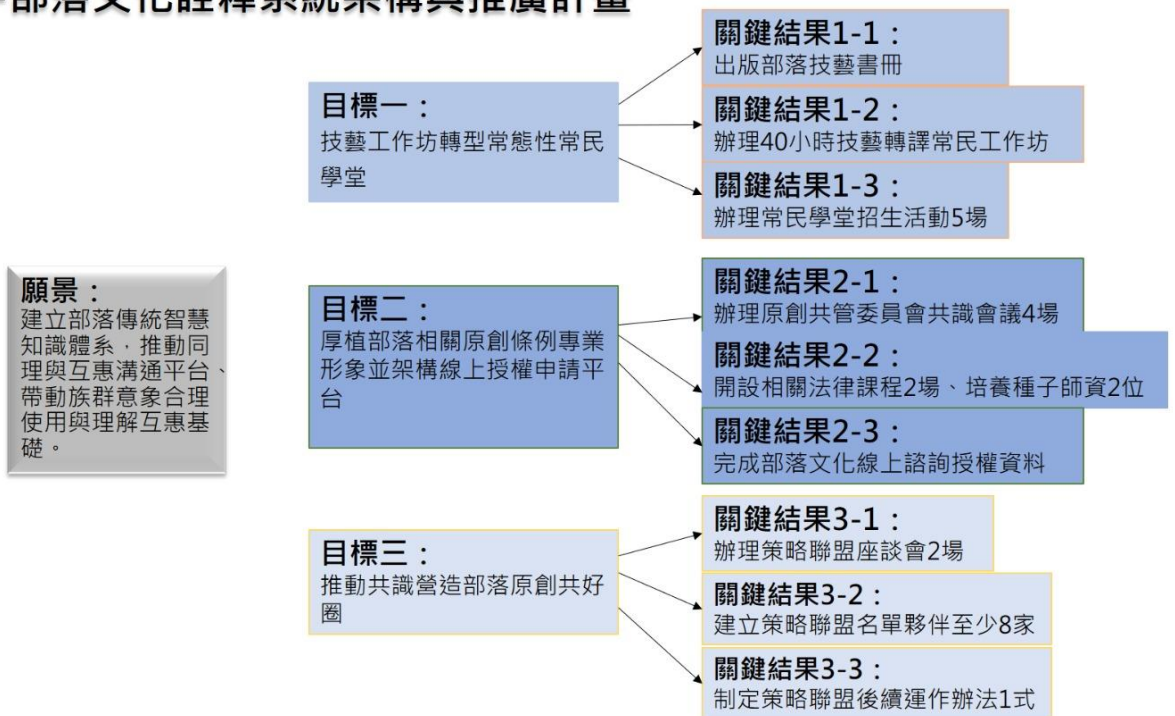 部落文化詮釋系統架構與推廣計畫
關鍵結果1-1：
出版部落技藝書冊
目標一：
技藝工作坊轉型常態性常民
學堂
關鍵結果1-2：
辦理40小時技藝轉譯常民工作坊
關鍵結果1-3：
辦理常民學堂招生活動5場
願景：
建立部落傳統智慧
知識體系，推動同
理與互惠溝通平台、
帶動族群意象合理
使用與理解互惠基
礎。
目標二：
厚植部落相關原創條例專業
形象並架構線上授權申請平
台
關鍵結果2-1：
辦理原創共管委員會共識會議4場
關鍵結果2-2：
開設相關法律課程2場、培養種子師資2位
關鍵結果2-3：
完成部落文化線上諮詢授權資料
目標三：
推動共識營造部落原創共好
圈
關鍵結果3-1：
辦理策略聯盟座談會2場
關鍵結果3-2：
建立策略聯盟名單夥伴至少8家
關鍵結果3-3：
制定策略聯盟後續運作辦法1式